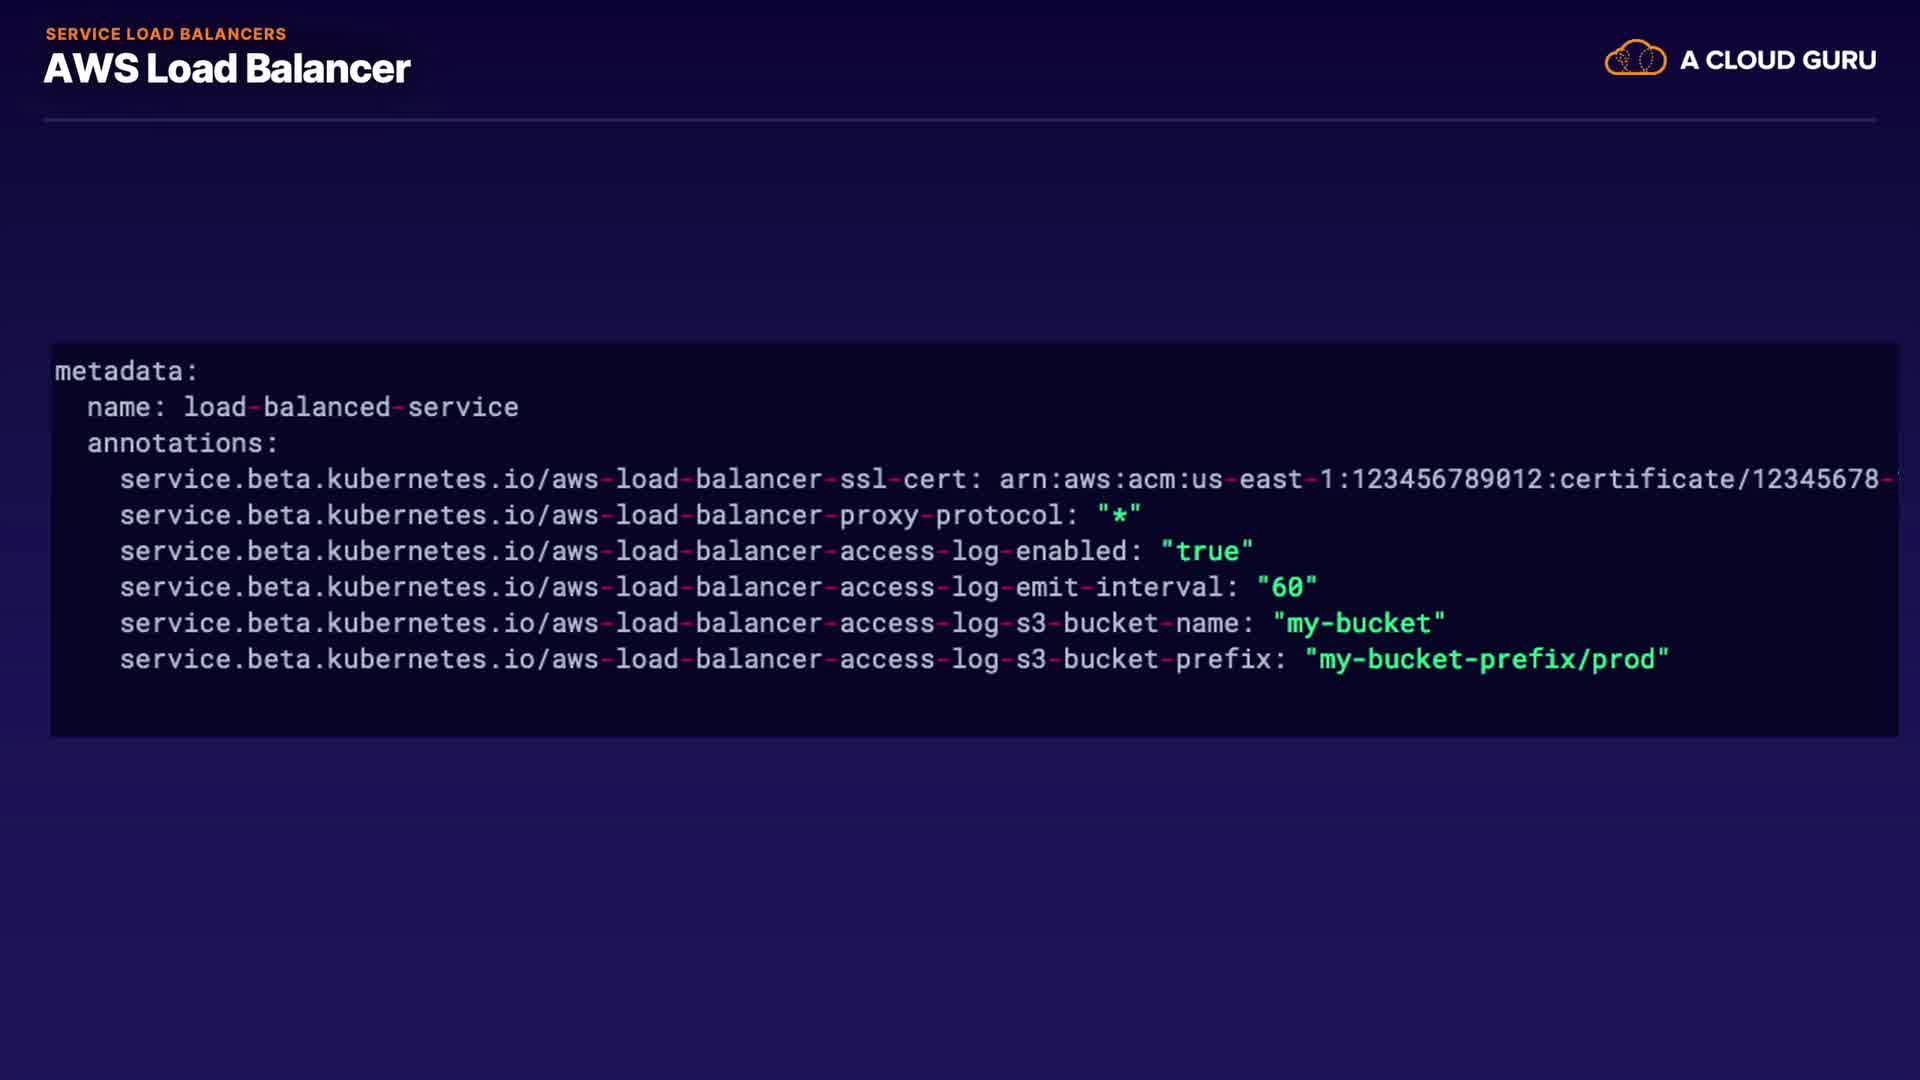 SERVICE LOAD BALANCERS
AWS Load Balancer
A CLOUD GURU
metadata:
  name: load-balanced-service
  annotations:
    service.beta.kubernetes.io/aws-load-balancer-ssl-cert: arn:aws:acm:us-east-1:123456789012:certificate/12345678-
    service.beta.kubernetes.io/aws-load-balancer-proxy-protocol: "*"
    service.beta.kubernetes.io/aws-load-balancer-access-log-enabled: "true"
    service.beta.kubernetes.io/aws-load-balancer-access-log-emit-interval: "60"
    service.beta.kubernetes.io/aws-load-balancer-access-log-s3-bucket-name: "my-bucket"
    service.beta.kubernetes.io/aws-load-balancer-access-log-s3-bucket-prefix: "my-bucket-prefix/prod"